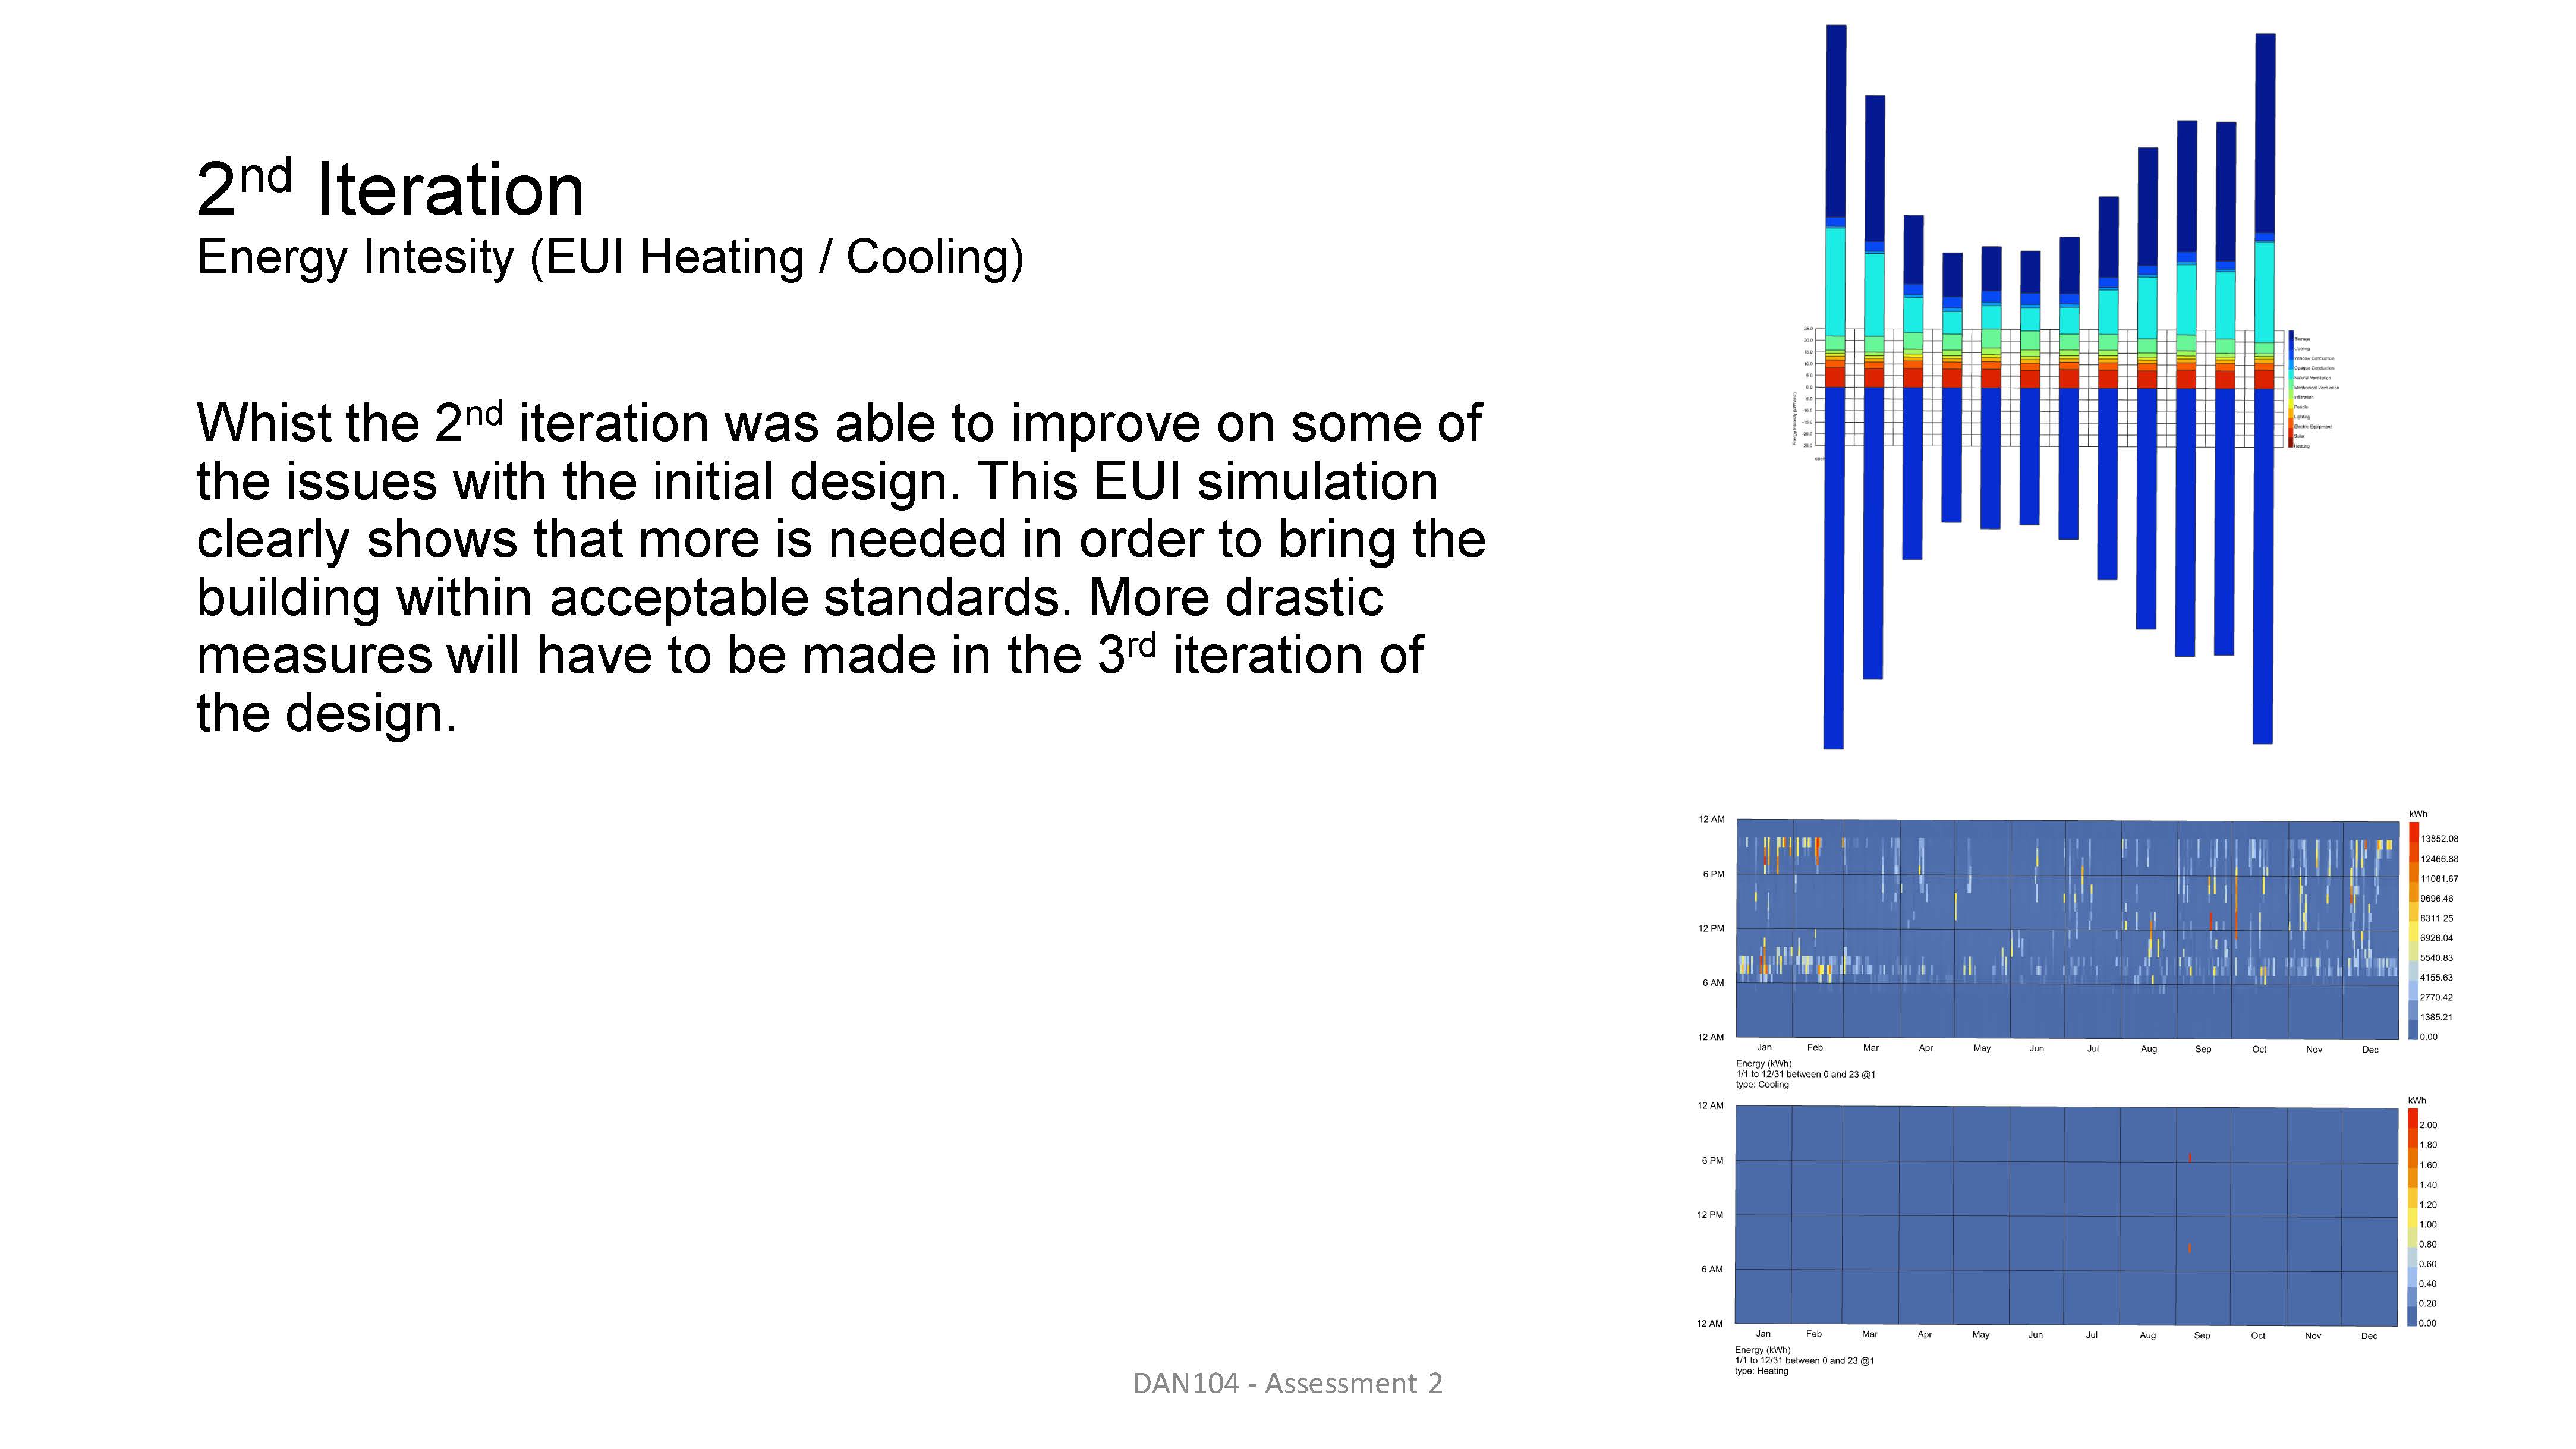 2nd Iteration
Energy Intesity (EUI Heating / Cooling)
Whist the 2nd iteration was able to improve on some of
the issues with the initial design. This EUI simulation
clearly shows that more is needed in order to bring the
building within acceptable standards. More drastic
measures will have to be made in the 3rd iteration of
the design.
25.0
20.0
15.0
10.0
5.0
0.0
-5.0
-10.0
-15.0
-20.0
-25.0
Storage
Cooling
Window Conduction
Opaque Conduction
Natural Ventilation
Mechanical Ventilation
Infiltration
People
Lighting
Electric Equipment
Solar
Heating
kWh
12 AM
6 PM
12 PM
6 AM
12 AM
13852.08
12466.88
11081.67
9696.46
8311.25
6926.04
5540.83
4155.63
2770.42
1385.21
0.00
Jan Feb Mar Apr May Jun Jul Aug Sep Oct Nov Dec
Energy (kWh)
1/1 to 12/31 between 0 and 23 @1
type: Cooling
kWh
12 AM
6 PM
12 PM
6 AM
12 AM
2.00
1.80
1.60
1.40
1.20
1.00
0.80
0.60
0.40
0.20
0.00
Jan Feb Mar Apr May Jun Jul Aug Sep Oct Nov Dec
Energy (kWh)
1/1 to 12/31 between 0 and 23 @1
type: Heating
DAN104 - Assessment 2